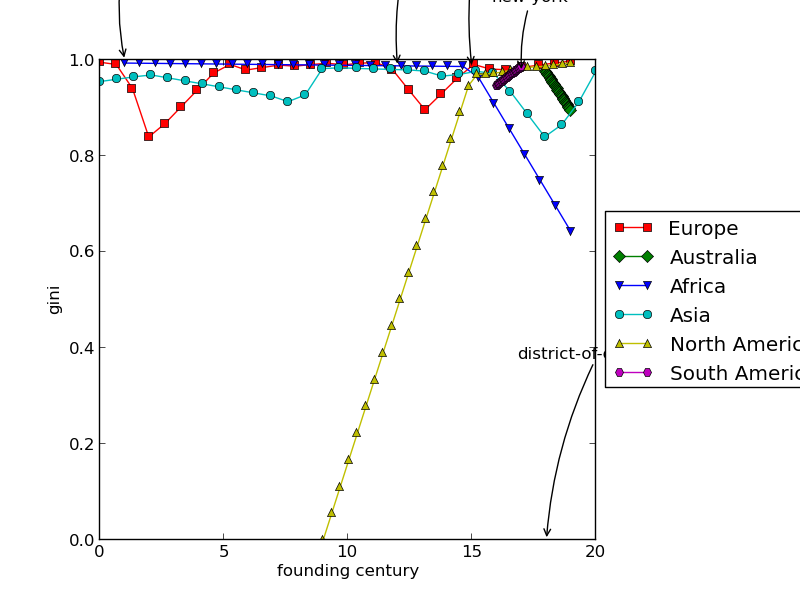 new-york
1.0
0.8
0.6
0.4
0.2
0.0
gini
0
5
10
15
20
founding century
Europe
Australia
Africa
Asia
North Americ
South Americ
district-of-